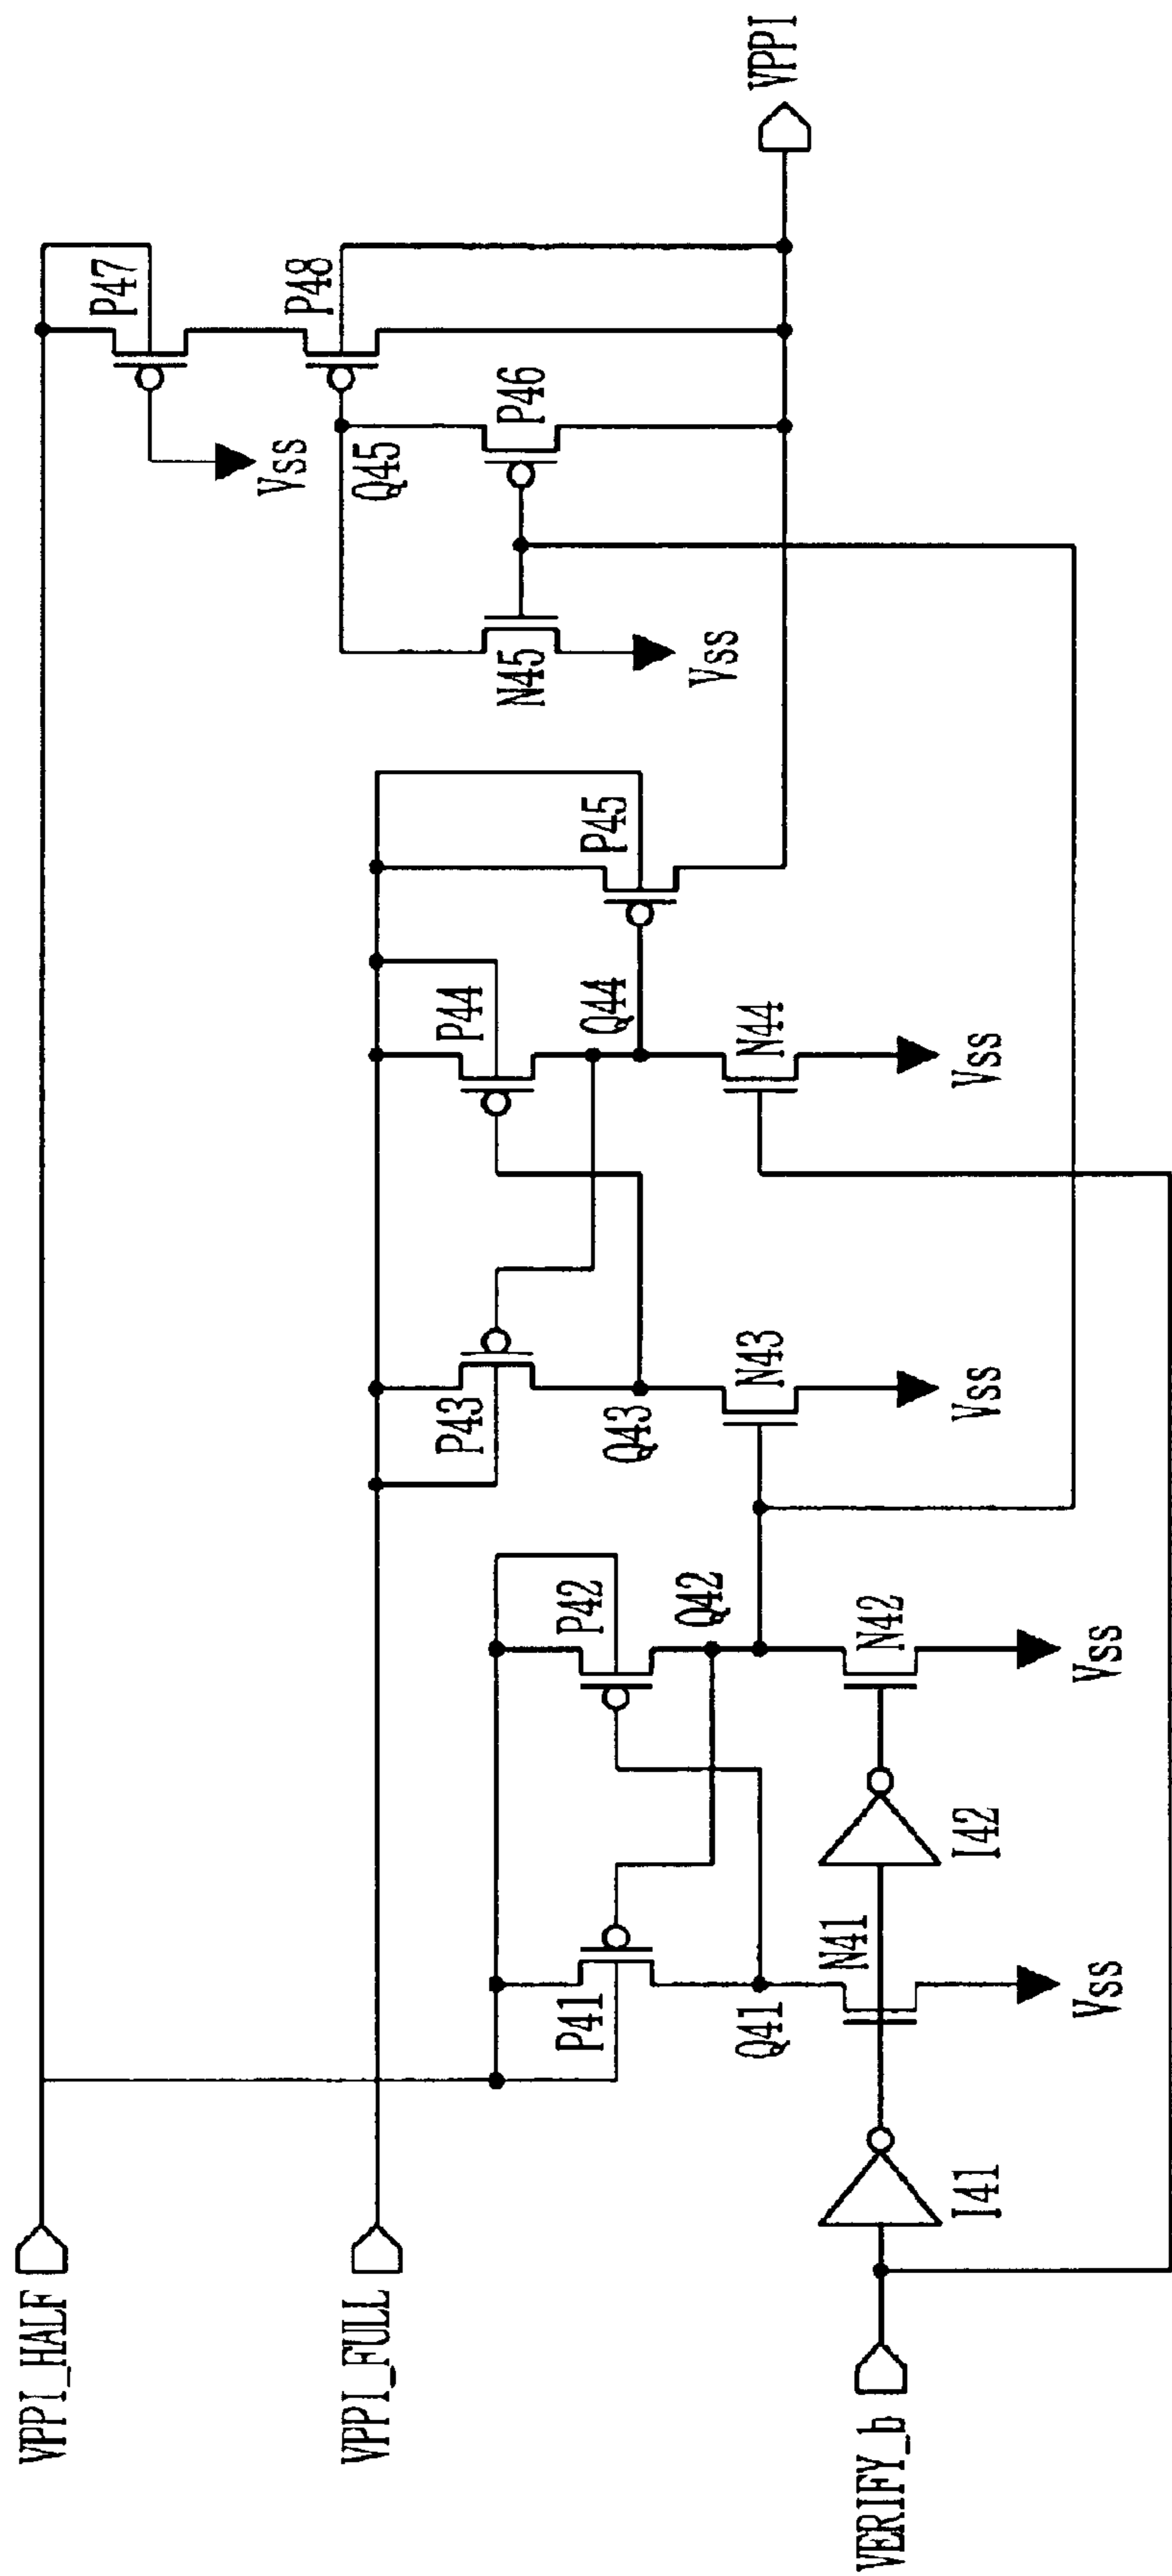 VPPI_HALF
VPPI_FULL
VERIFY_b
I41
I42
P41
P42
Q41
Q42
N41
N42
Vss
Vss
P43
P44
Q43
Q44
N43
N44
Vss
Vss
P45
N45
Vss
P46
Q45
Vss
P47
P48
VPPI